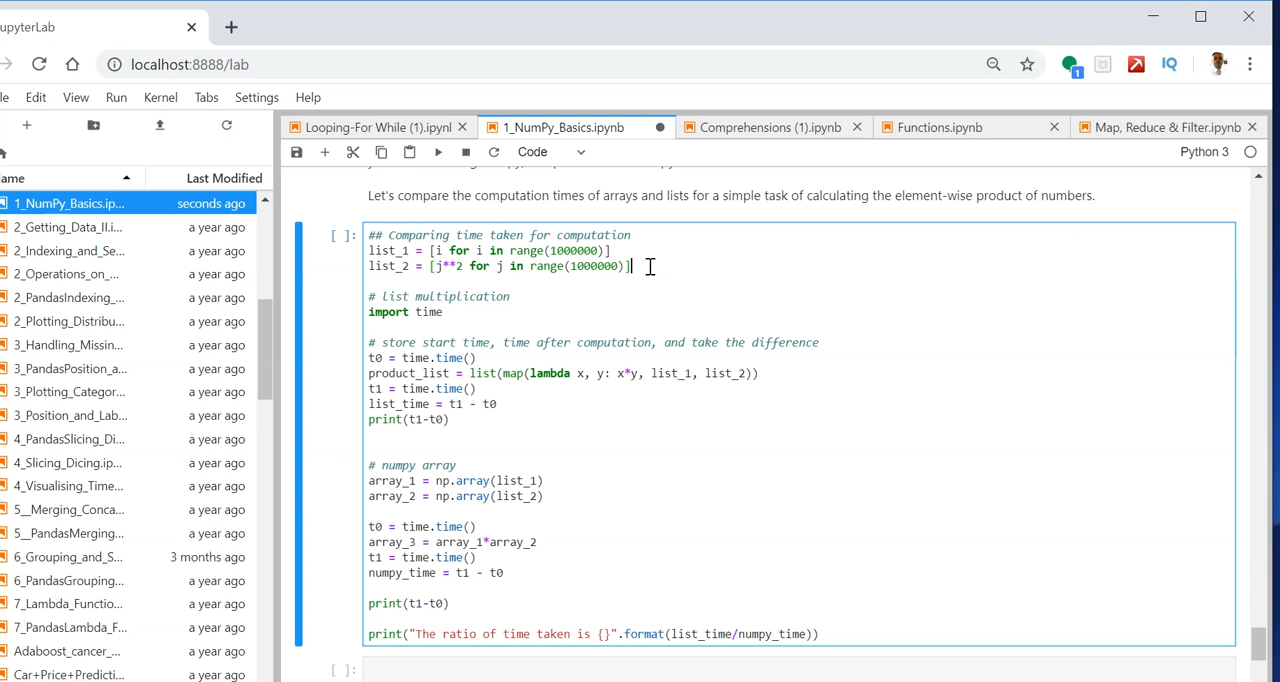 upyterLab
localhost:8888/lab
1
IQ
le Edit View Run Kernel Tabs Settings Help
Looping-For While (1).ipynl
1_NumPy_Basics.ipynb
Comprehensions (1).ipynb
Functions.ipynb
Map, Reduce & Filter.ipynb
Code
Python 3
ame Last Modified
1_NumPy_Basics.ip... seconds ago
2_Getting_Data_II.i... a year ago
2_Indexing_and_Se... a year ago
2_Operations_on_... a year ago
2_PandasIndexing_... a year ago
2_Plotting_Distribu... a year ago
3_Handling_Missin... a year ago
3_PandasPosition_a... a year ago
3_Plotting_Categor... a year ago
3_Position_and_Lab... a year ago
4_PandasSlicing_Di... a year ago
4_Slicing_Dicing.ip... a year ago
4_Visualising_Time... a year ago
5__Merging_Conca... a year ago
5__PandasMerging... a year ago
6_Grouping_and_S... 3 months ago
6_PandasGrouping... a year ago
7_Lambda_Functio... a year ago
7_PandasLambda_F... a year ago
Adaboost_cancer_... a year ago
Car+Price+Predicti... a year ago
Let's compare the computation times of arrays and lists for a simple task of calculating the element-wise product of numbers.
[ ]:
## Comparing time taken for computation
list_1 = [i for i in range(1000000)]
list_2 = [j**2 for j in range(1000000)]
# list multiplication
import time
# store start time, time after computation, and take the difference
t0 = time.time()
product_list = list(map(lambda x, y: x*y, list_1, list_2))
t1 = time.time()
list_time = t1 - t0
print(t1-t0)
# numpy array
array_1 = np.array(list_1)
array_2 = np.array(list_2)
t0 = time.time()
array_3 = array_1*array_2
t1 = time.time()
numpy_time = t1 - t0
print(t1-t0)
print("The ratio of time taken is {}".format(list_time/numpy_time))
[ ]: